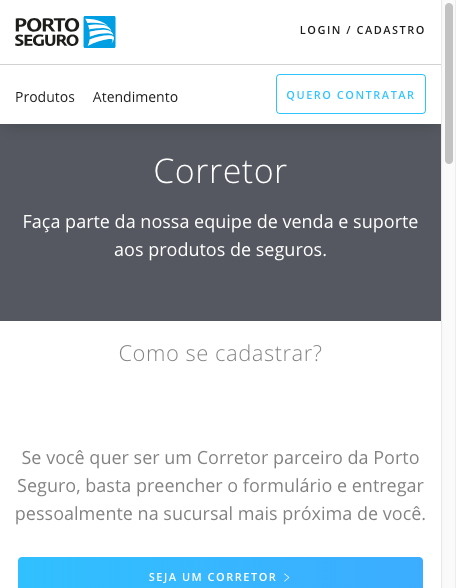 PORTO
SEGURO
LOGIN / CADASTRO
Produtos Atendimento
QUERO CONTRATAR
Corretor
Faça parte da nossa equipe de venda e suporte
aos produtos de seguros.
Como se cadastrar?
Se você quer ser um Corretor parceiro da Porto
Seguro, basta preencher o formulário e entregar
pessoalmente na sucursal mais próxima de você.
SEJA UM CORRETOR >